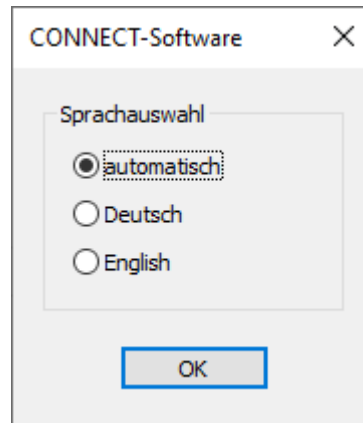 CONNECT-Software
Sprachauswahl
automatisch
Deutsch
English
OK